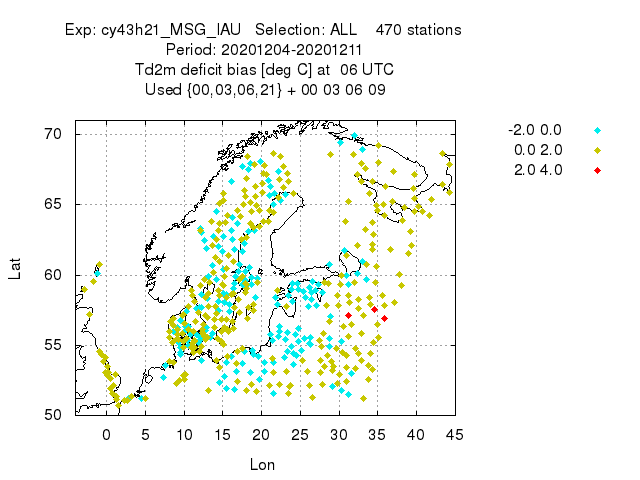 Exp: cy43h21_MSG_IAU Selection: ALL 470 stations
Period: 20201204-20201211
Td2m deficit bias [deg C] at 06 UTC
Used {00,03,06,21} + 00 03 06 09
-2.0 0.0
0.0 2.0
2.0 4.0
70
65
60
55
50
Lat
0 5 10 15 20 25 30 35 40 45
Lon